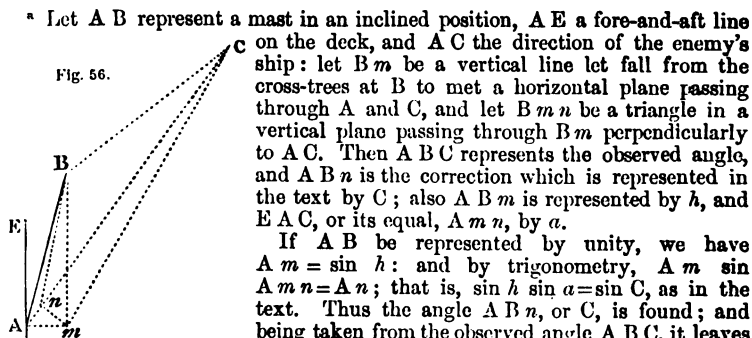 ᵃ Let A B represent a mast in an inclined position, A E a fore-and-aft line
on the deck, and A C the direction of the enemy's
ship: let B m be a vertical line let fall from the
cross-trees at B to met a horizontal plane passing
through A and C, and let B m n be a triangle in a
vertical plane passing through B m perpendicularly
to A C. Then A B C represents the observed angle,
and A B n is the correction which is represented in
the text by C; also A B m is represented by h, and
E A C, or its equal, A m n, by a.
If A B be represented by unity, we have
A m = sin h: and by trigonometry, A m sin
A m n = A n; that is, sin h sin a = sin C, as in the
text. Thus the angle A B n, or C, is found; and
being taken from the observed angle A B C, it leaves
Fig. 56.
C
B
E
n
A
m